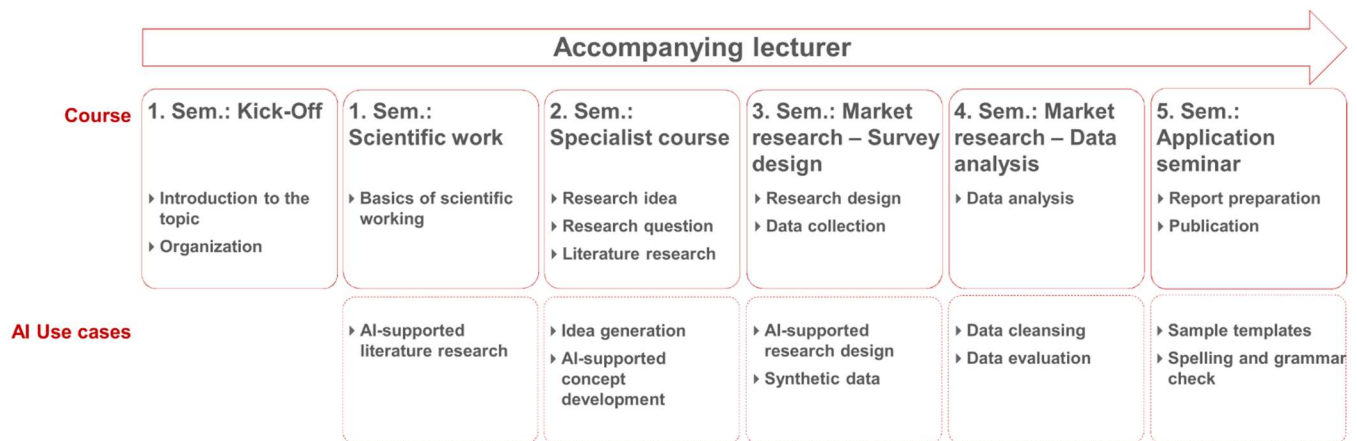 Accompanying lecturer
Course
1. Sem.: Kick-Off
Introduction to the
topic
Organization
1. Sem.:
Scientific work
Basics of scientific
working
2. Sem.:
Specialist course
Research idea
Research question
Literature research
3. Sem.: Market
research – Survey
design
Research design
Data collection
4. Sem.: Market
research – Data
analysis
Data analysis
5. Sem.:
Application
seminar
Report preparation
Publication
AI Use cases
AI-supported
literature research
Idea generation
AI-supported
concept
development
AI-supported
research design
Synthetic data
Data cleansing
Data evaluation
Sample templates
Spelling and grammar
check